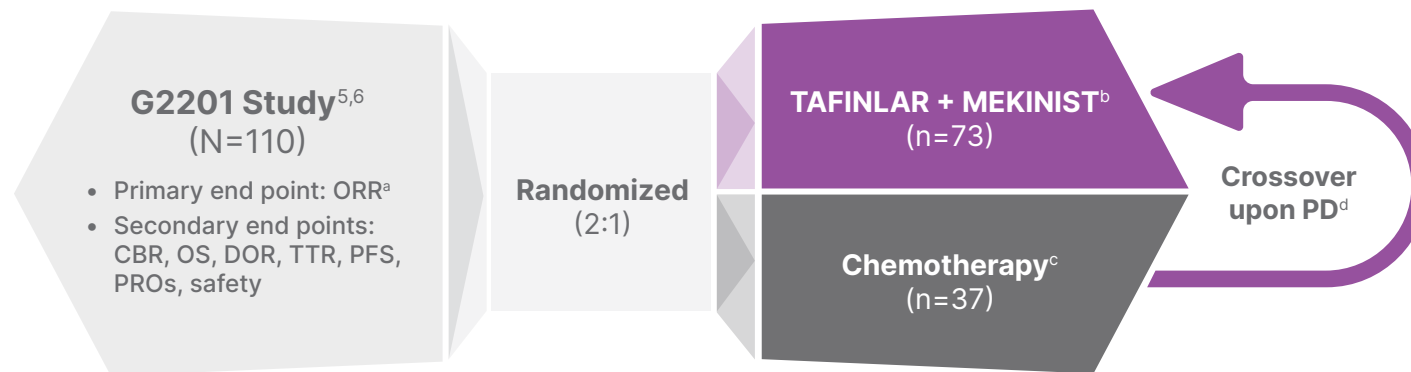 G2201 Study5,6
(N=110)
• Primary end point: ORRa
• Secondary end points:
CBR, OS, DOR, TTR, PFS,
PROs, safety
Randomized
(2:1)
TAFINLAR + MEKINISTb
(n=73)
Chemotherapyc
(n=37)
Crossover
upon PDd